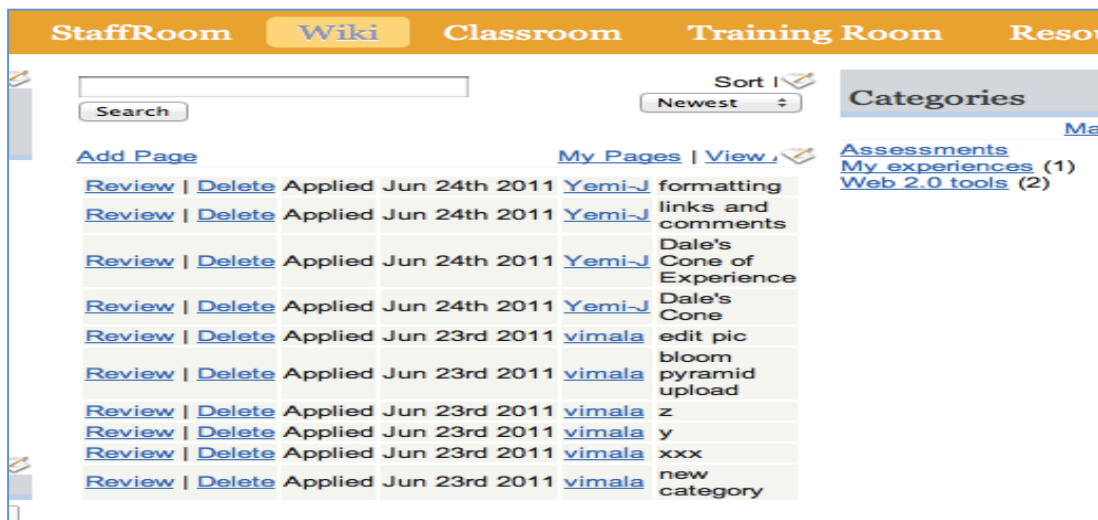 StaffRoom Wiki Classroom Training Room Resou
Sort
Search Newest
Categories
Ma
Add Page My Pages | View
Assessments
My experiences (1)
Web 2.0 tools (2)
Review | Delete Applied Jun 24th 2011 Yemi-J formatting
Review | Delete Applied Jun 24th 2011 Yemi-J links and
comments
Review | Delete Applied Jun 24th 2011 Yemi-J Dale's
Cone of
Experience
Review | Delete Applied Jun 24th 2011 Yemi-J Dale's
Cone
Review | Delete Applied Jun 23rd 2011 vimala edit pic
Review | Delete Applied Jun 23rd 2011 vimala bloom
pyramid
upload
Review | Delete Applied Jun 23rd 2011 vimala z
Review | Delete Applied Jun 23rd 2011 vimala y
Review | Delete Applied Jun 23rd 2011 vimala xxx
Review | Delete Applied Jun 23rd 2011 vimala new
category